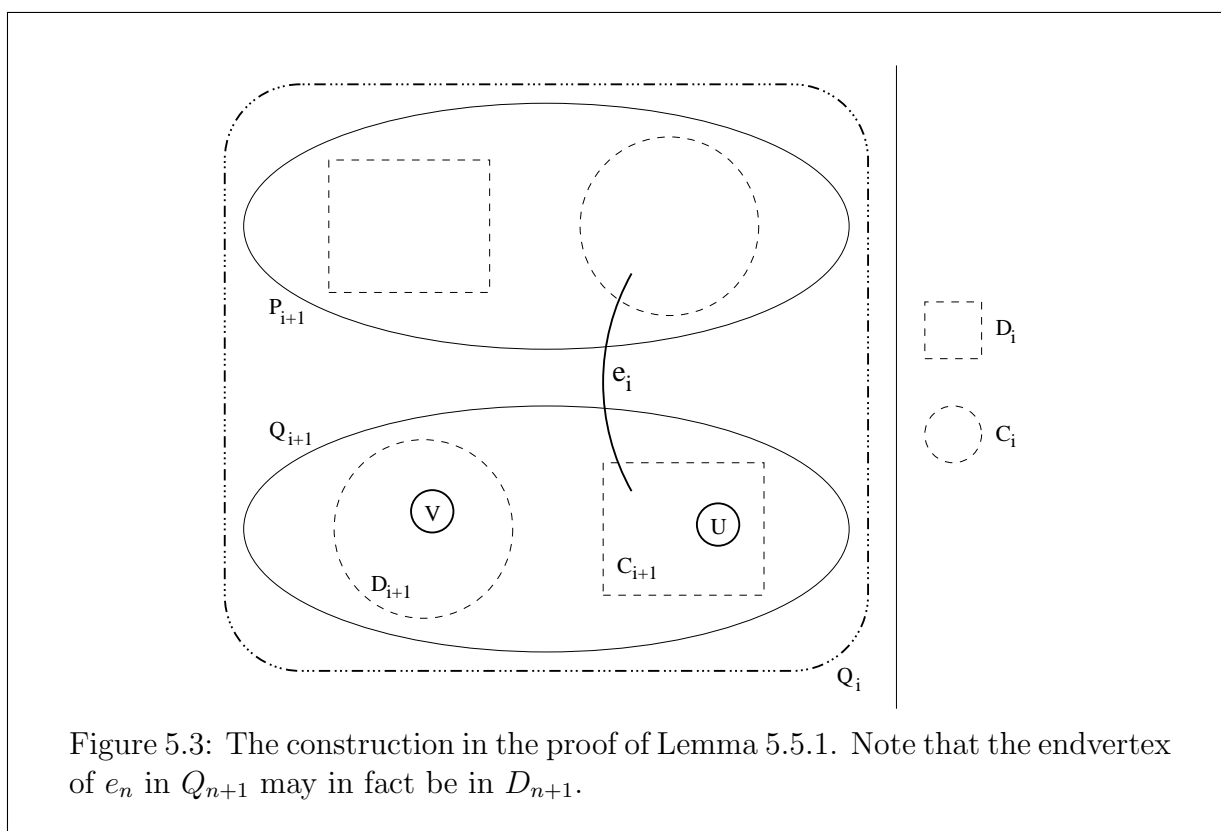 P_{i+1}
e_i
Q_{i+1}
V
D_{i+1}
U
C_{i+1}
Q_i
D_i
C_i
Figure 5.3: The construction in the proof of Lemma 5.5.1. Note that the endvertex
of e_n in Q_{n+1} may in fact be in D_{n+1}.